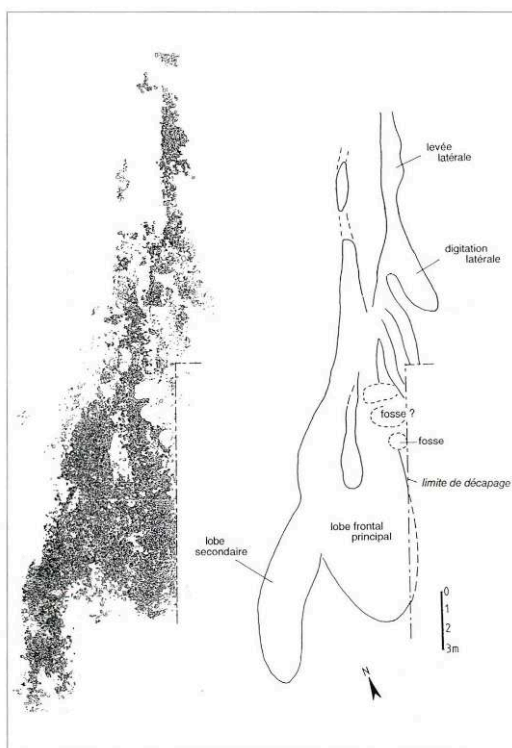 levée
latérale
digitation
latérale
fosse ?
fosse
limite de décapage
lobe frontal
principal
lobe
secondaire
0
1
2
3m
N